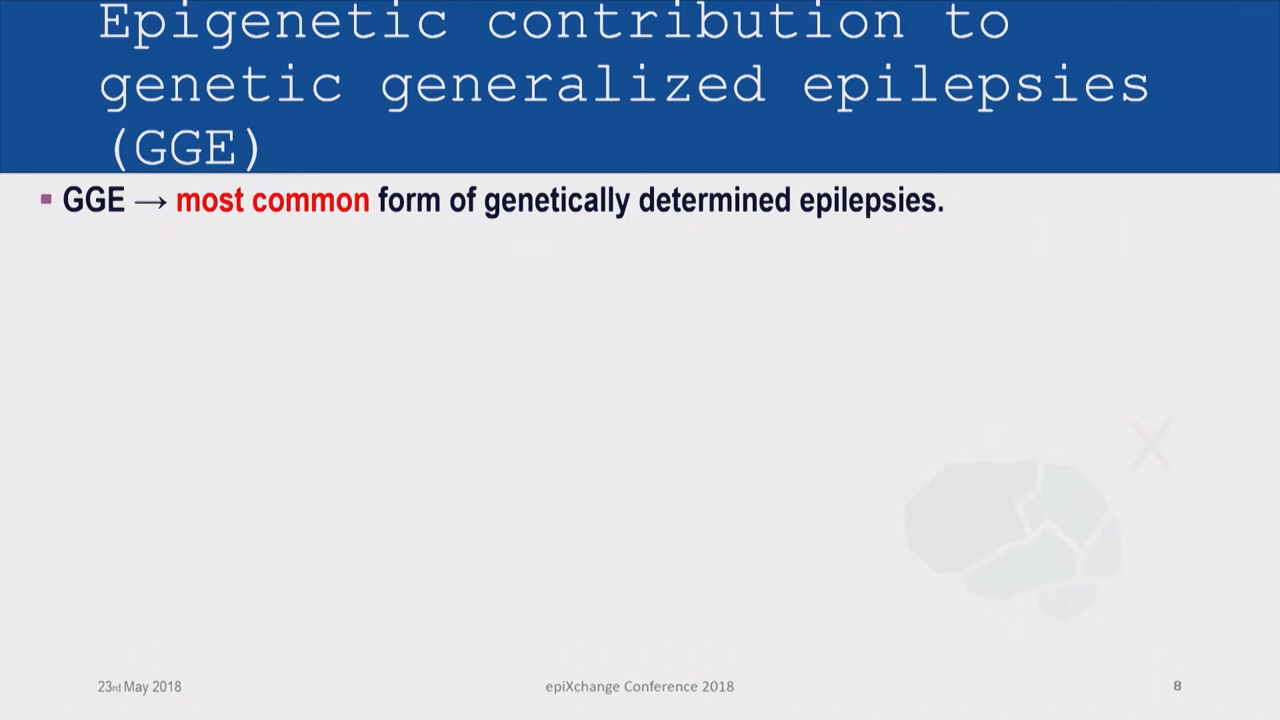 Epigenetic contribution to
genetic generalized epilepsies
(GGE)
▪ GGE → most common form of genetically determined epilepsies.
X
23rd May 2018
epiXchange Conference 2018
8